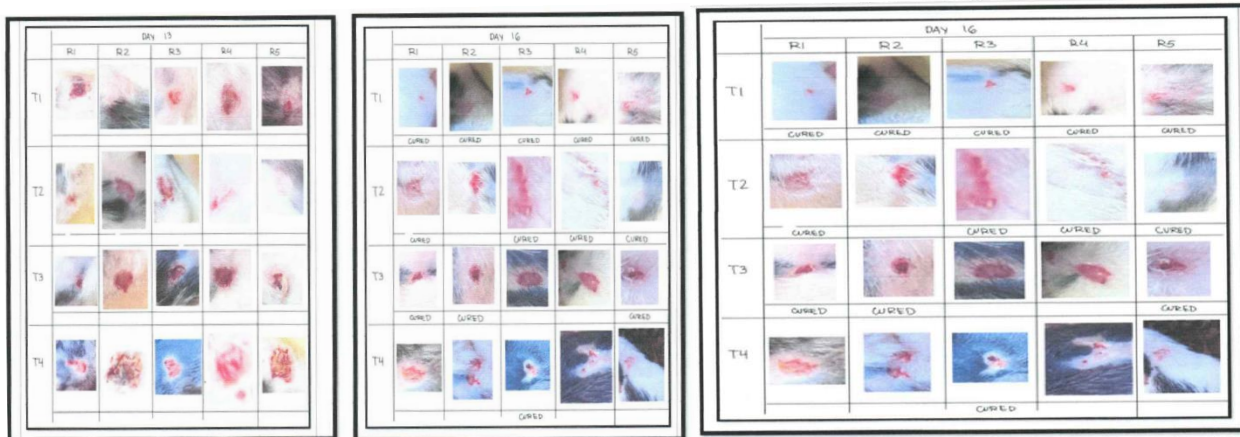 DAY 13
R1 R2 R3 R4 R5
T1
T2
T3
T4
DAY 16
R1 R2 R3 R4 R5
T1
CURED CURED CURED CURED CURED
T2
CURED CURED CURED CURED
T3
CURED CURED
T4
CURED
DAY 16
R1 R2 R3 R4 R5
T1
CURED CURED CURED CURED CURED
T2
CURED CURED CURED CURED
T3
CURED CURED
T4
CURED